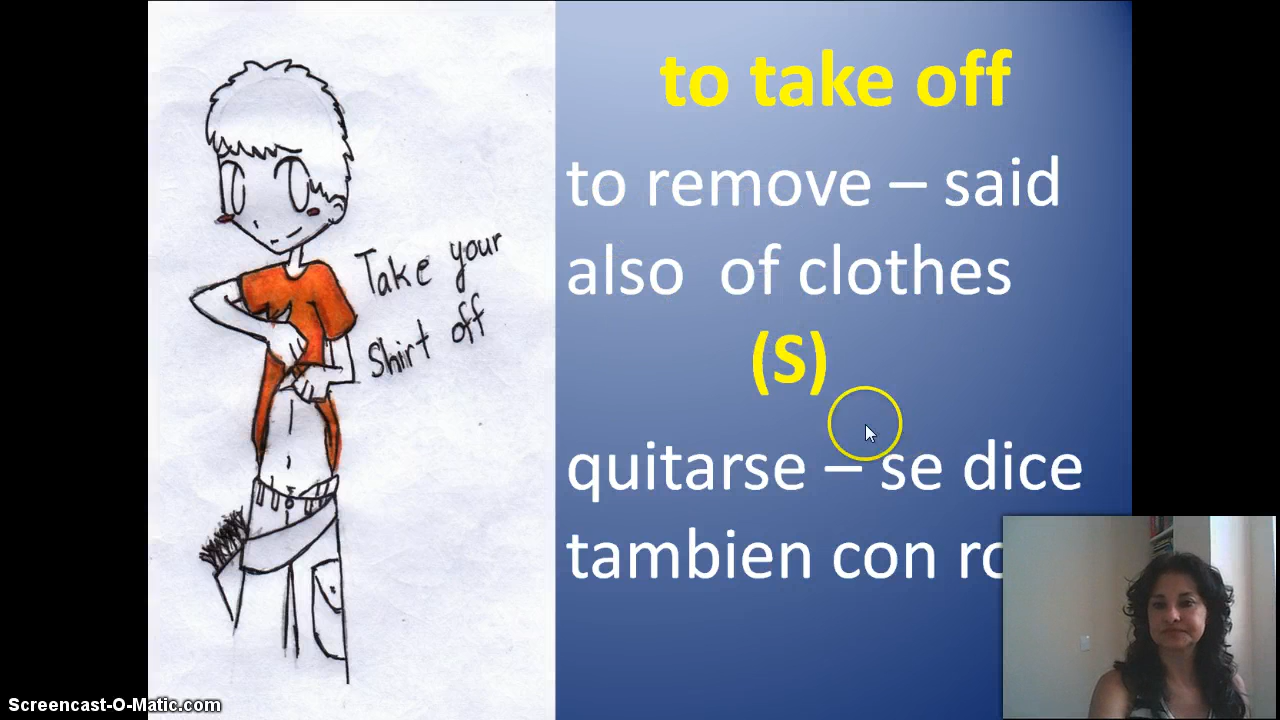 to take off
to remove – said
also of clothes
(S)
quitarse – se dice
tambien con
Take your
Shirt off
Screencast-O-Matic.com